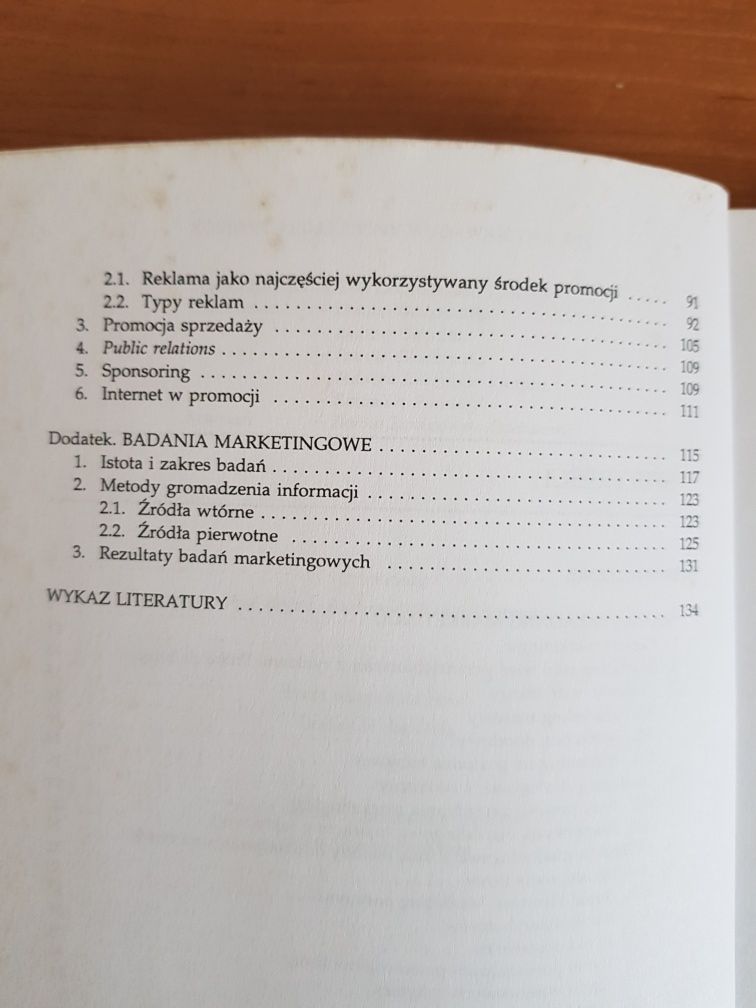 2.1. Reklama jako najczęściej wykorzystywany środek promocji ..... 91
2.2. Typy reklam ........................................ 92
3. Promocja sprzedaży ..................................... 105
4. Public relations .......................................... 109
5. Sponsoring ............................................ 109
6. Internet w promocji ..................................... 111
Dodatek. BADANIA MARKETINGOWE ............................ 115
1. Istota i zakres badań ..................................... 117
2. Metody gromadzenia informacji ............................ 123
2.1. Źródła wtórne ...................................... 123
2.2. Źródła pierwotne ................................... 125
3. Rezultaty badań marketingowych .......................... 131
WYKAZ LITERATURY ......................................... 134